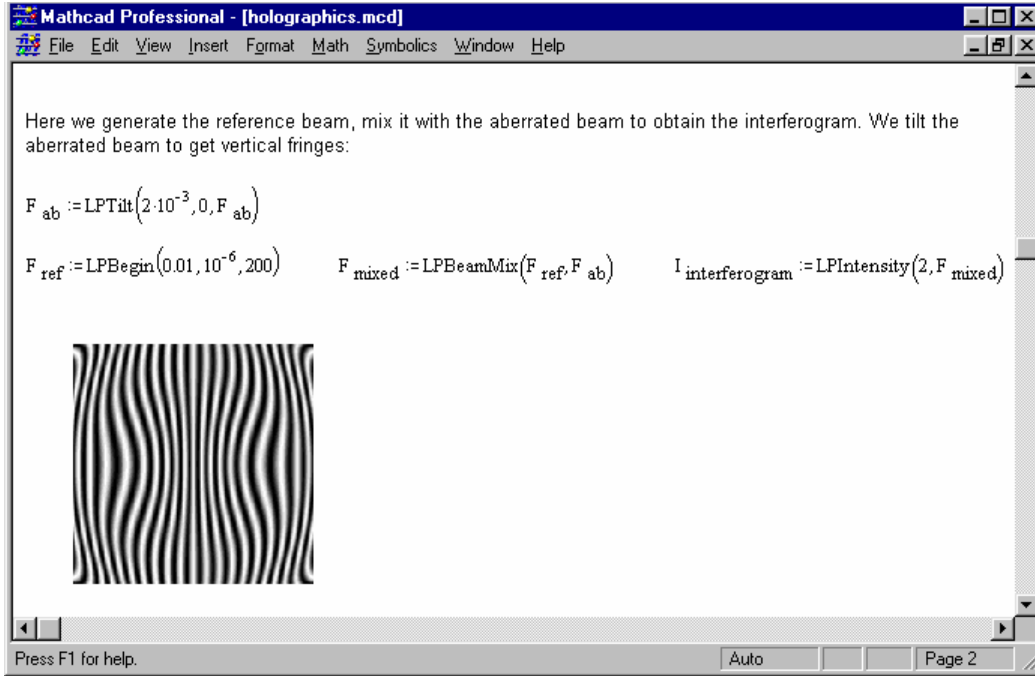 Mathcad Professional - [holographics.mcd]
File Edit View Insert Format Math Symbolics Window Help
Here we generate the reference beam, mix it with the aberrated beam to obtain the interferogram. We tilt the
aberrated beam to get vertical fringes:
F ab :=LPTilt(2·10^-3,0,F ab)
F ref :=LPBegin(0.01,10^-6,200) F mixed :=LPBeamMix(F ref,F ab) I interferogram :=LPIntensity(2,F mixed)
Press F1 for help. Auto Page 2